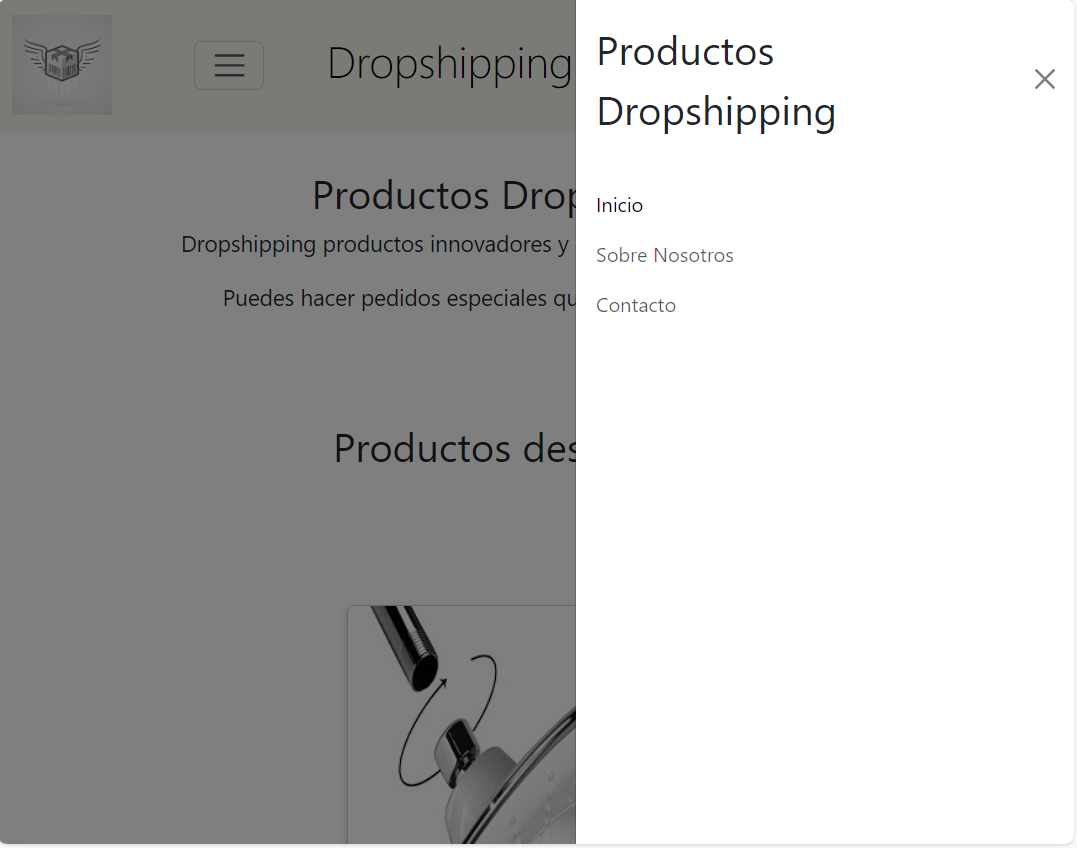 Dropshipping
Productos
Dropshipping
Inicio
Sobre Nosotros
Contacto
Productos Drop
Dropshipping productos innovadores y
Puedes hacer pedidos especiales qu
Productos des